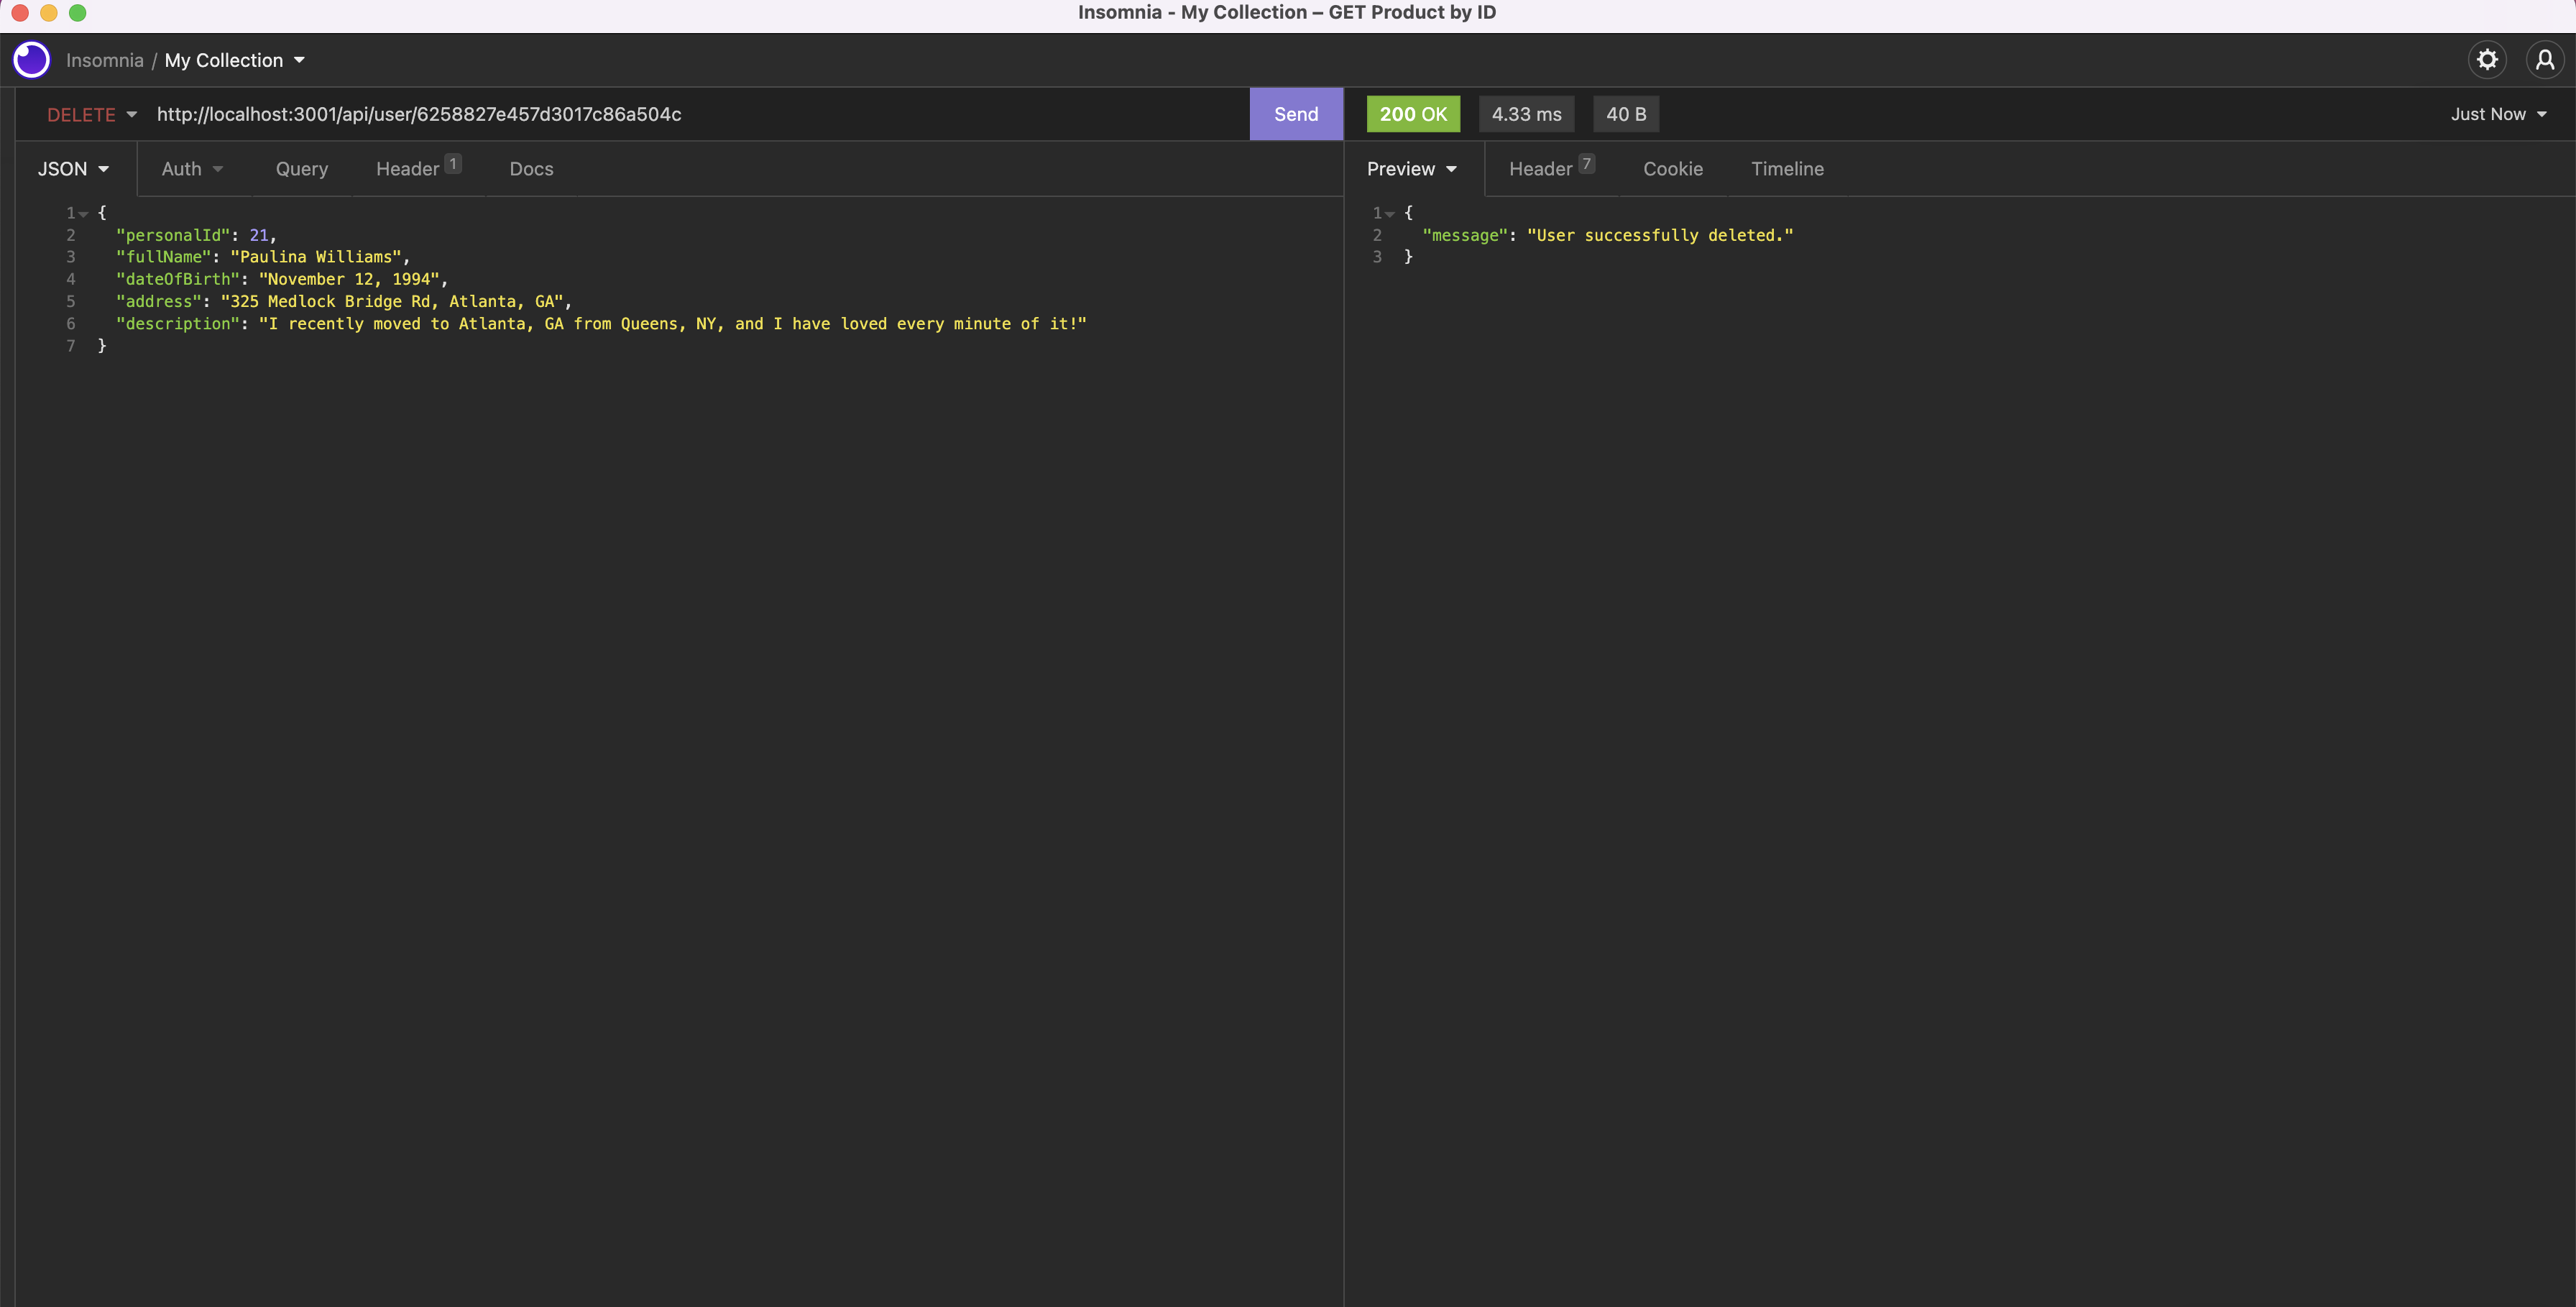 Insomnia - My Collection – GET Product by ID
Insomnia / My Collection
DELETE http://localhost:3001/api/user/6258827e457d3017c86a504c Send 200 OK 4.33 ms 40 B Just Now
JSON Auth Query Header 1 Docs
Preview Header 7 Cookie Timeline
1 {
2 "personalId": 21,
3 "fullName": "Paulina Williams",
4 "dateOfBirth": "November 12, 1994",
5 "address": "325 Medlock Bridge Rd, Atlanta, GA",
6 "description": "I recently moved to Atlanta, GA from Queens, NY, and I have loved every minute of it!"
7 }
1 {
2 "message": "User successfully deleted."
3 }